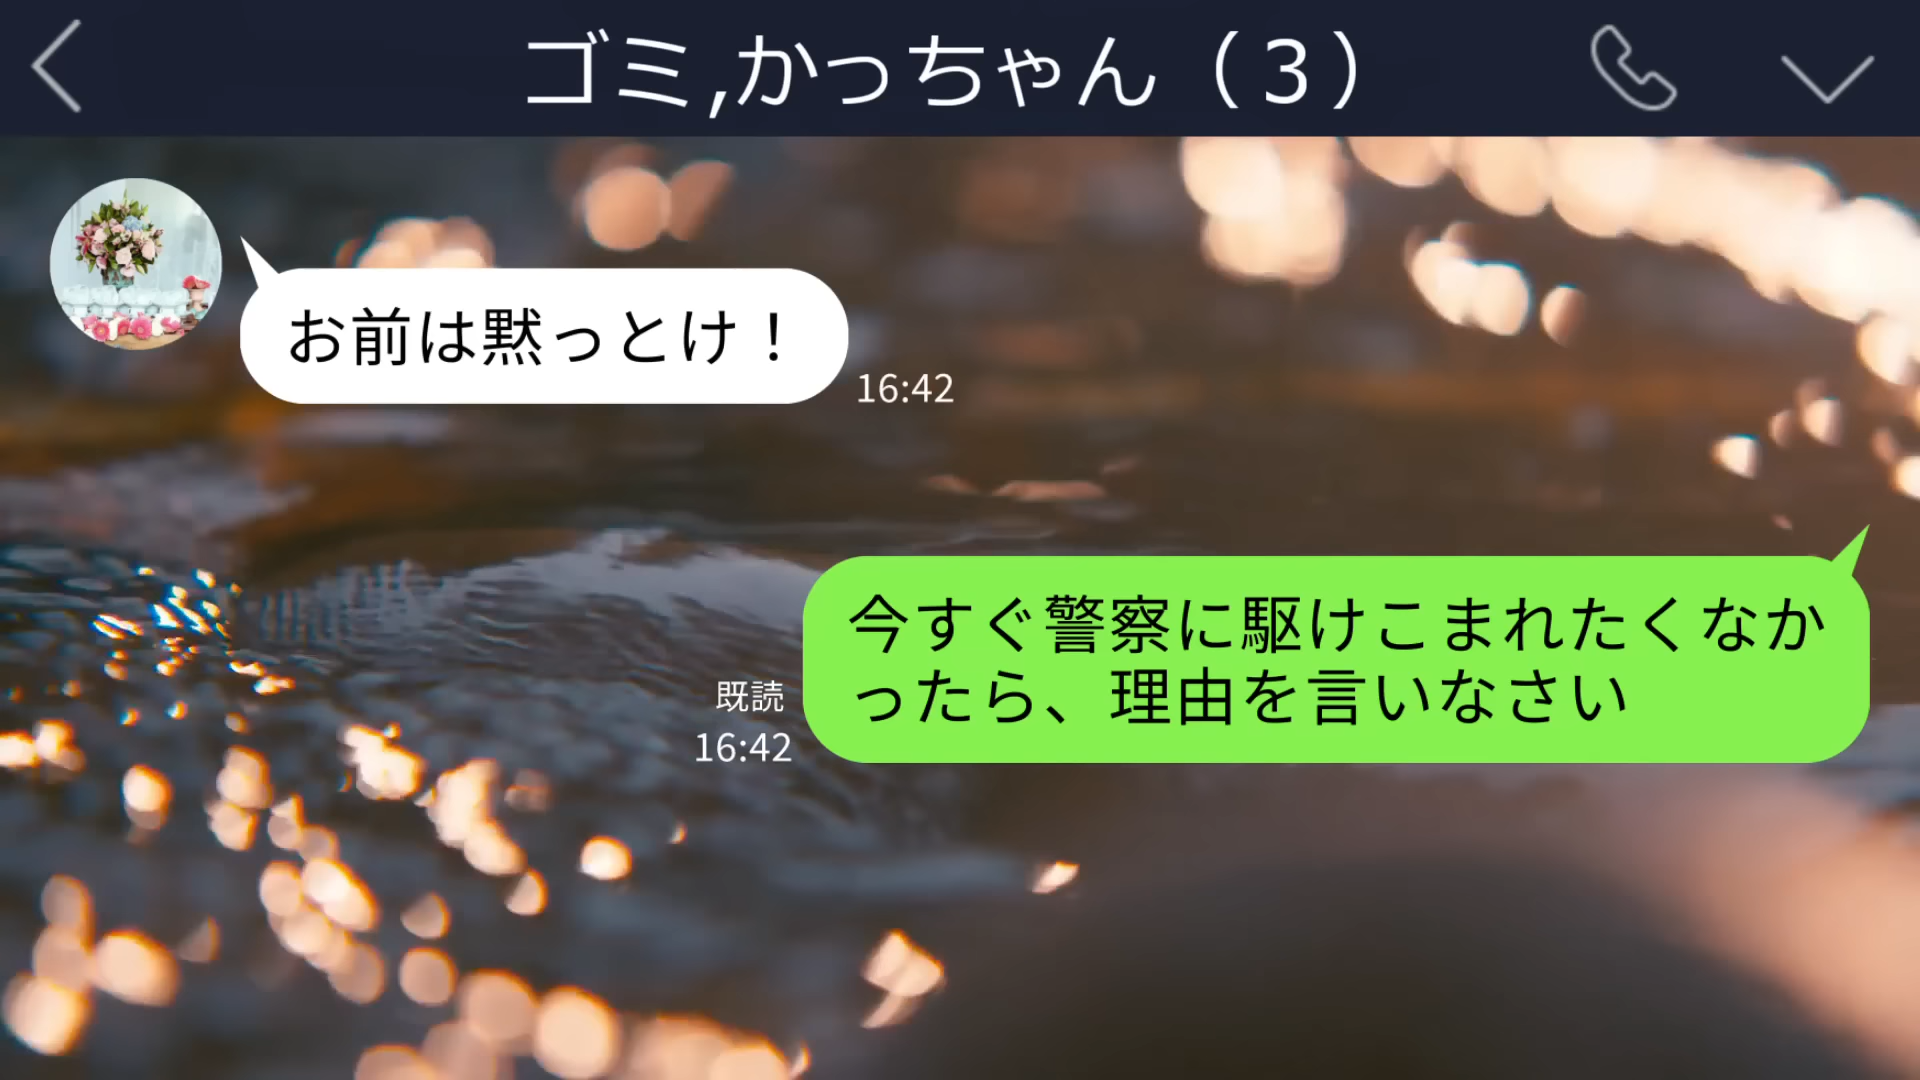 ゴミ,かっちゃん（3）
お前は黙っとけ！
16:42
今すぐ警察に駆けこまれたくなか
ったら、理由を言いなさい
既読
16:42